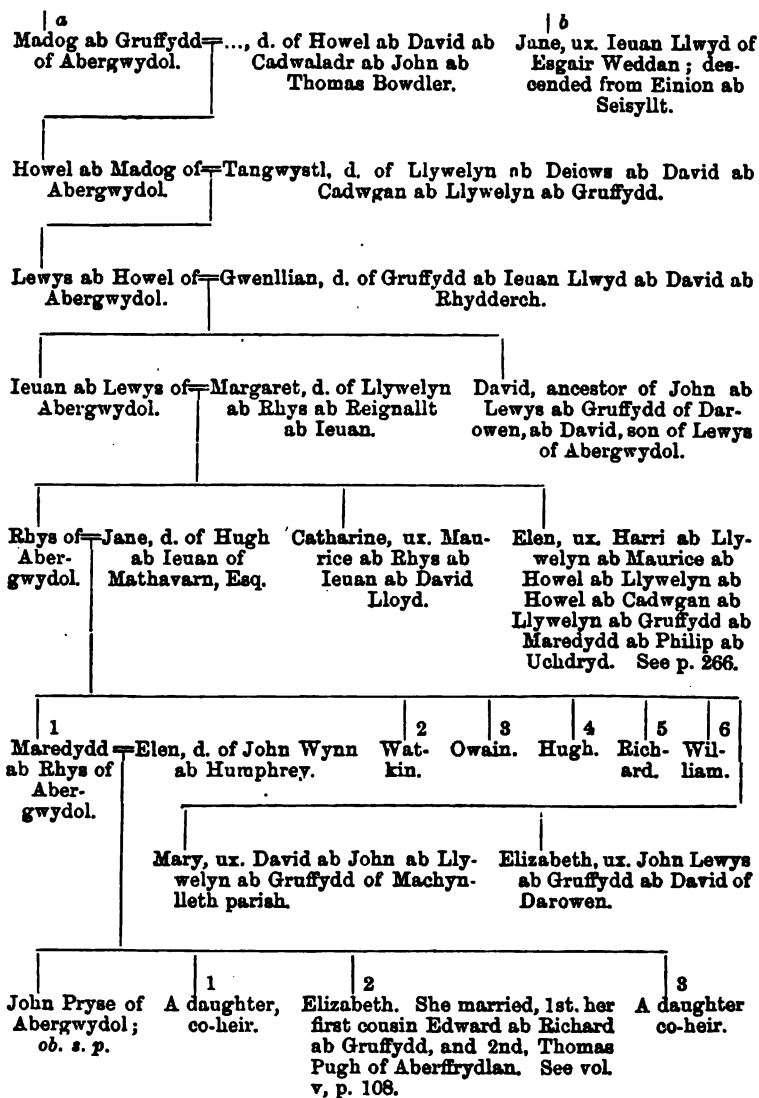 a
Madog ab Gruffydd=..., d. of Howel ab David ab
of Abergwydol. Cadwaladr ab John ab
Thomas Bowdler.
b
Jane, ux. Ieuan Llwyd of
Esgair Weddan; des-
cended from Einion ab
Seisyllt.
Howel ab Madog of=Tangwystl, d. of Llywelyn ab Deiows ab David ab
Abergwydol. Cadwgan ab Llywelyn ab Gruffydd.
Lewys ab Howel of=Gwenllian, d. of Gruffydd ab Ieuan Llwyd ab David ab
Abergwydol. Rhydderch.
Ieuan ab Lewys of=Margaret, d. of Llywelyn
Abergwydol. ab Rhys ab Reignallt
ab Ieuan.
David, ancestor of John ab
Lewys ab Gruffydd of Dar-
owen, ab David, son of Lewys
of Abergwydol.
Rhys of=Jane, d. of Hugh
Aber- ab Ieuan of
gwydol. Mathavarn, Esq.
Catharine, ux. Mau-
rice ab Rhys ab
Ieuan ab David
Lloyd.
Elen, ux. Harri ab Lly-
welyn ab Maurice ab
Howel ab Llywelyn ab
Howel ab Cadwgan ab
Llywelyn ab Gruffydd ab
Maredydd ab Philip ab
Uchdryd. See p. 266.
1
Maredydd=Elen, d. of John Wynn
ab Rhys of ab Humphrey.
Aber-
gwydol.
2
Wat-
kin.
3
Owain.
4
Hugh.
5
Rich-
ard.
6
Wil-
liam.
Mary, ux. David ab John ab Lly-
welyn ab Gruffydd of Machyn-
lleth parish.
Elizabeth, ux. John Lewys
ab Gruffydd ab David of
Darowen.
John Pryse of
Abergwydol;
ob. s. p.
1
A daughter,
co-heir.
2
Elizabeth. She married, 1st. her
first cousin Edward ab Richard
ab Gruffydd, and 2nd, Thomas
Pugh of Aberffrydlan. See vol.
v, p. 108.
3
A daughter
co-heir.